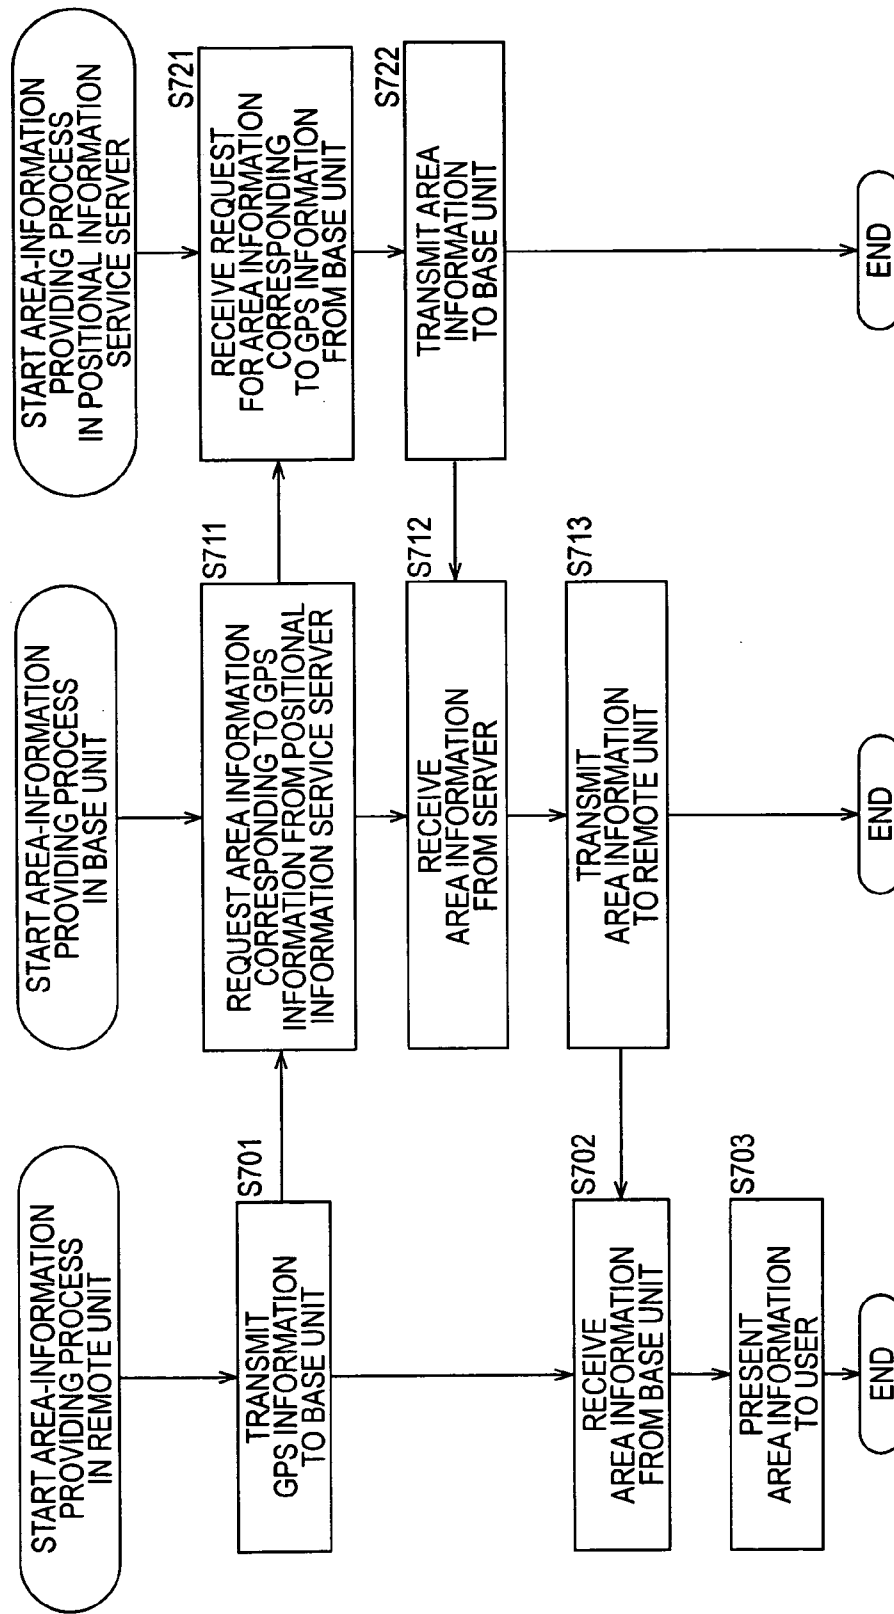 START AREA-INFORMATION
PROVIDING PROCESS
IN REMOTE UNIT
S701
TRANSMIT
GPS INFORMATION
TO BASE UNIT
S702
RECEIVE
AREA INFORMATION
FROM BASE UNIT
S703
PRESENT
AREA INFORMATION
TO USER
END
START AREA-INFORMATION
PROVIDING PROCESS
IN BASE UNIT
S711
REQUEST AREA INFORMATION
CORRESPONDING TO GPS
INFORMATION FROM POSITIONAL
INFORMATION SERVICE SERVER
S712
RECEIVE
AREA INFORMATION
FROM SERVER
S713
TRANSMIT
AREA INFORMATION
TO REMOTE UNIT
END
START AREA-INFORMATION
PROVIDING PROCESS
IN POSITIONAL INFORMATION
SERVICE SERVER
S721
RECEIVE REQUEST
FOR AREA INFORMATION
CORRESPONDING
TO GPS INFORMATION
FROM BASE UNIT
S722
TRANSMIT AREA
INFORMATION
TO BASE UNIT
END